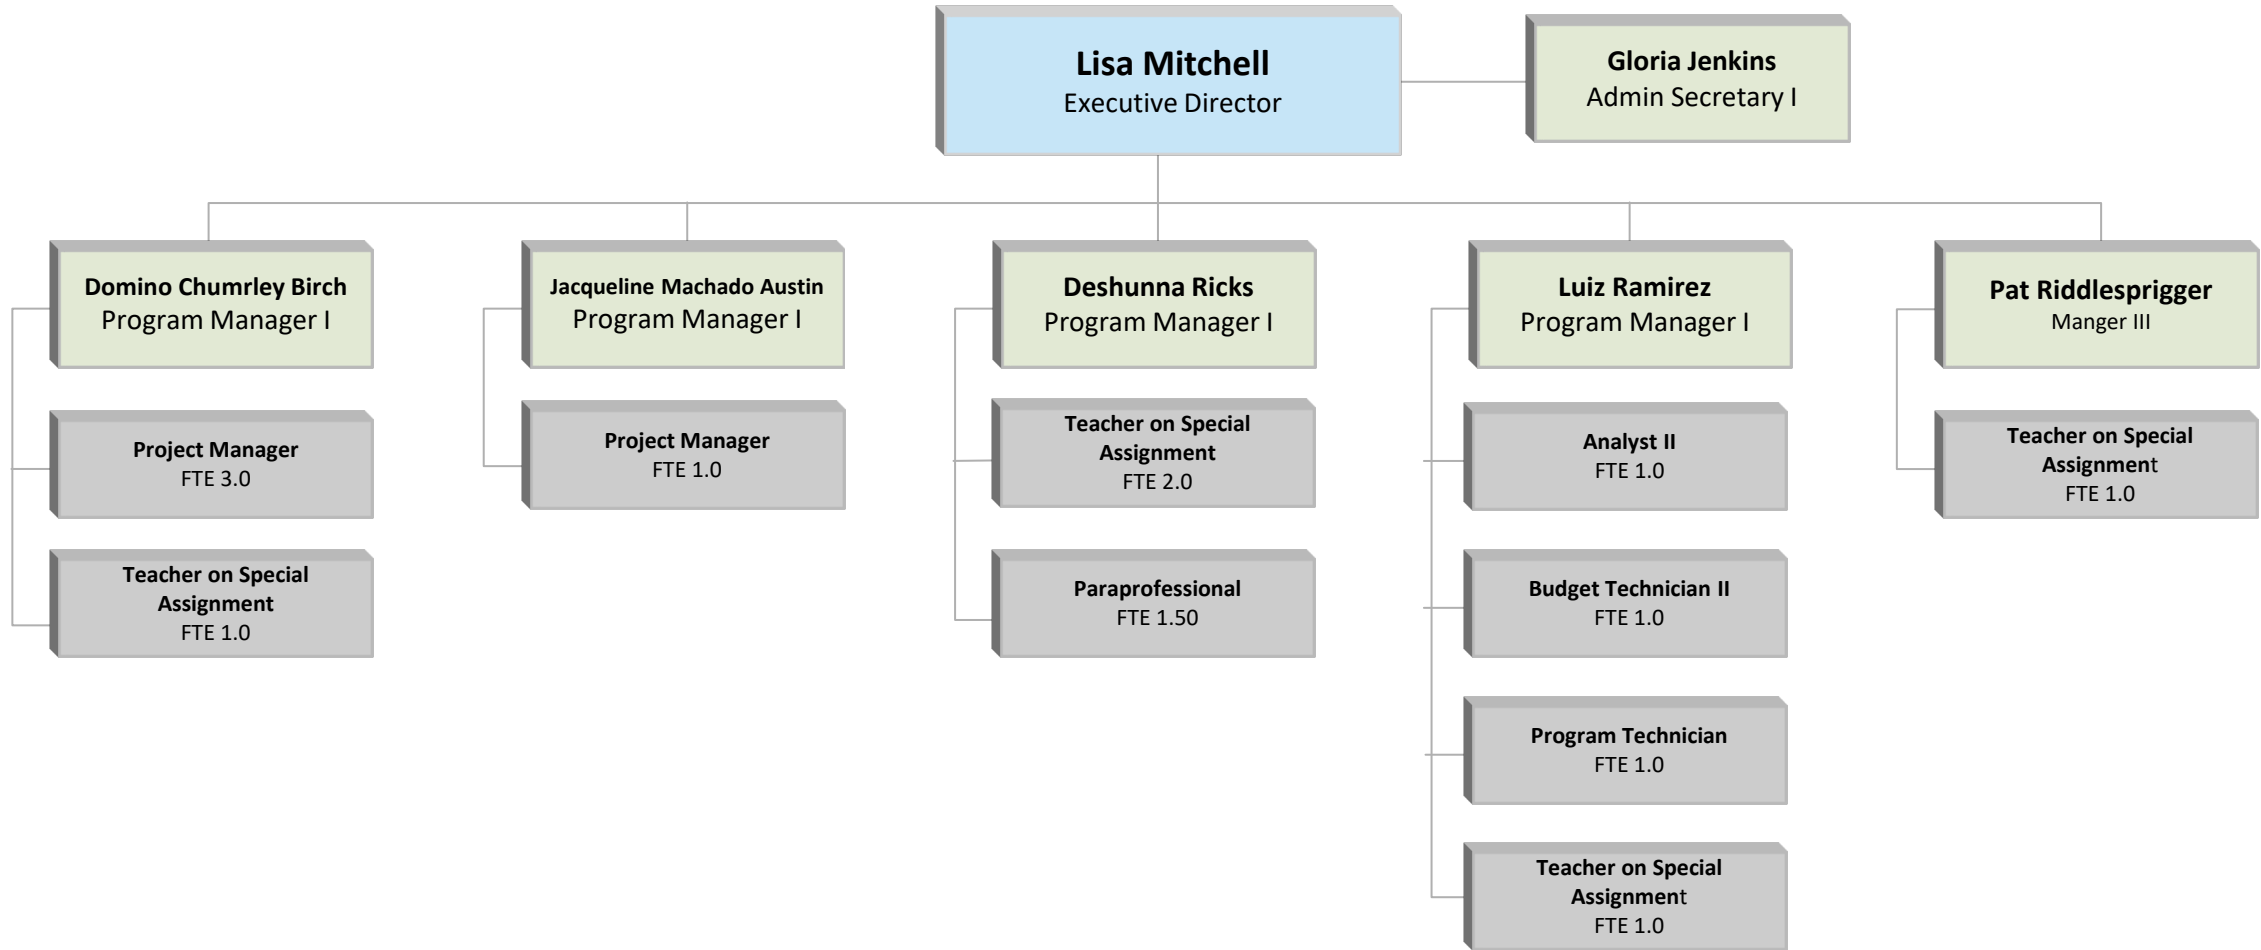 Lisa Mitchell
Executive Director
Gloria Jenkins
Admin Secretary I
Domino Chumrley Birch
Program Manager I
Project Manager
FTE 3.0
Teacher on Special
Assignment
FTE 1.0
Jacqueline Machado Austin
Program Manager I
Project Manager
FTE 1.0
Deshunna Ricks
Program Manager I
Teacher on Special
Assignment
FTE 2.0
Paraprofessional
FTE 1.50
Luiz Ramirez
Program Manager I
Analyst II
FTE 1.0
Budget Technician II
FTE 1.0
Program Technician
FTE 1.0
Teacher on Special
Assignment
FTE 1.0
Pat Riddlesprigger
Manger III
Teacher on Special
Assignment
FTE 1.0